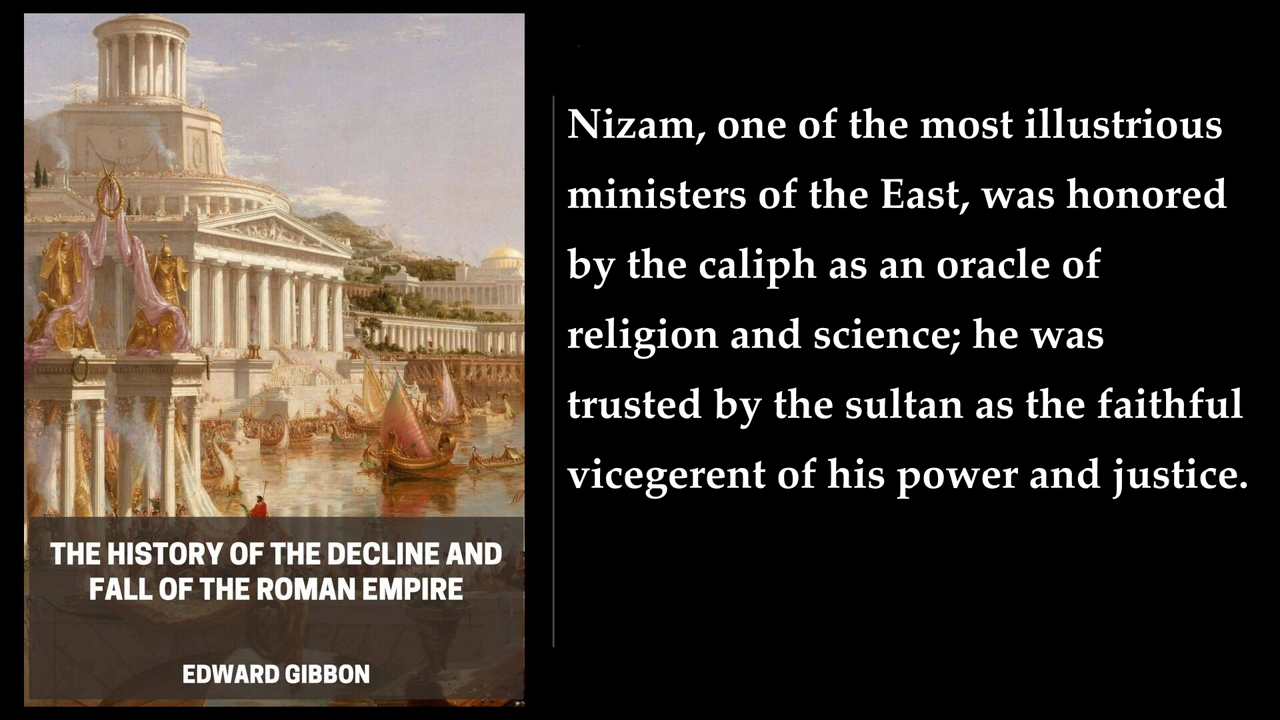 THE HISTORY OF THE DECLINE AND
FALL OF THE ROMAN EMPIRE
EDWARD GIBBON
Nizam, one of the most illustrious
ministers of the East, was honored
by the caliph as an oracle of
religion and science; he was
trusted by the sultan as the faithful
vicegerent of his power and justice.